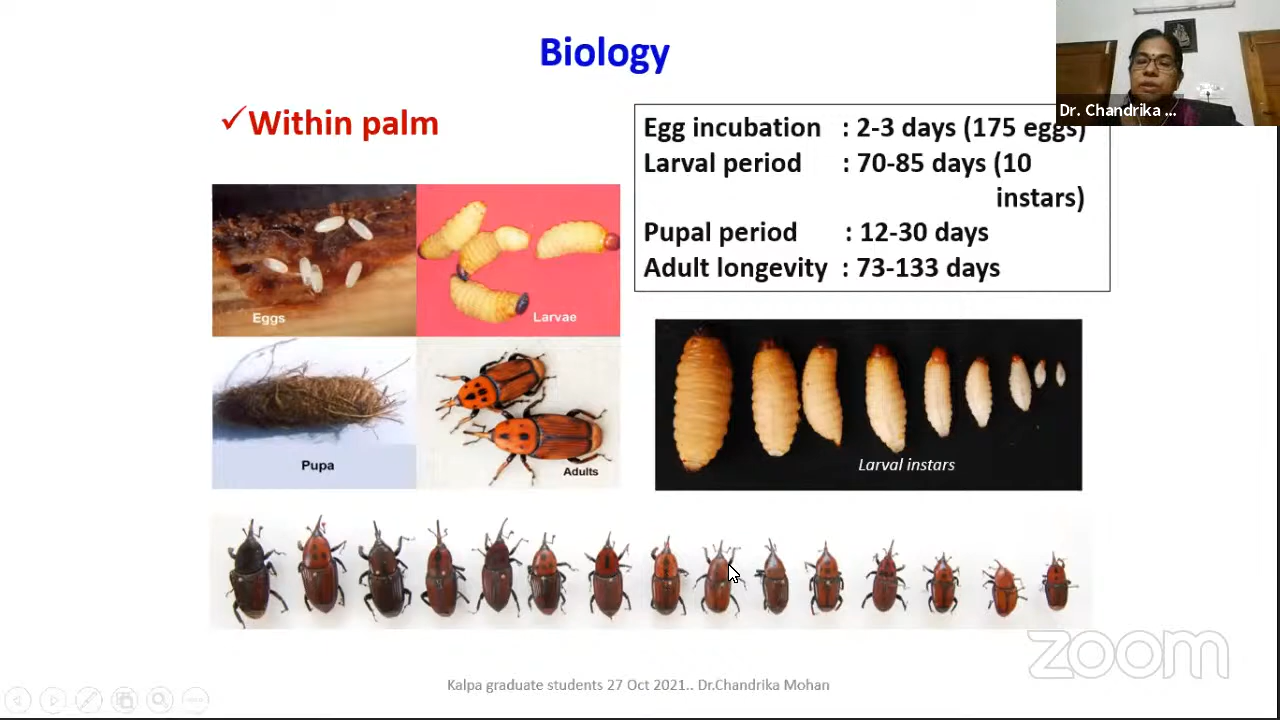 Biology
Dr. Chandrika ...
✓Within palm
Egg incubation : 2-3 days (175 eggs)
Larval period : 70-85 days (10
instars)
Pupal period : 12-30 days
Adult longevity : 73-133 days
Eggs
Larvae
Pupa
Adults
Larval instars
zoom
Kalpa graduate students 27 Oct 2021.. Dr.Chandrika Mohan